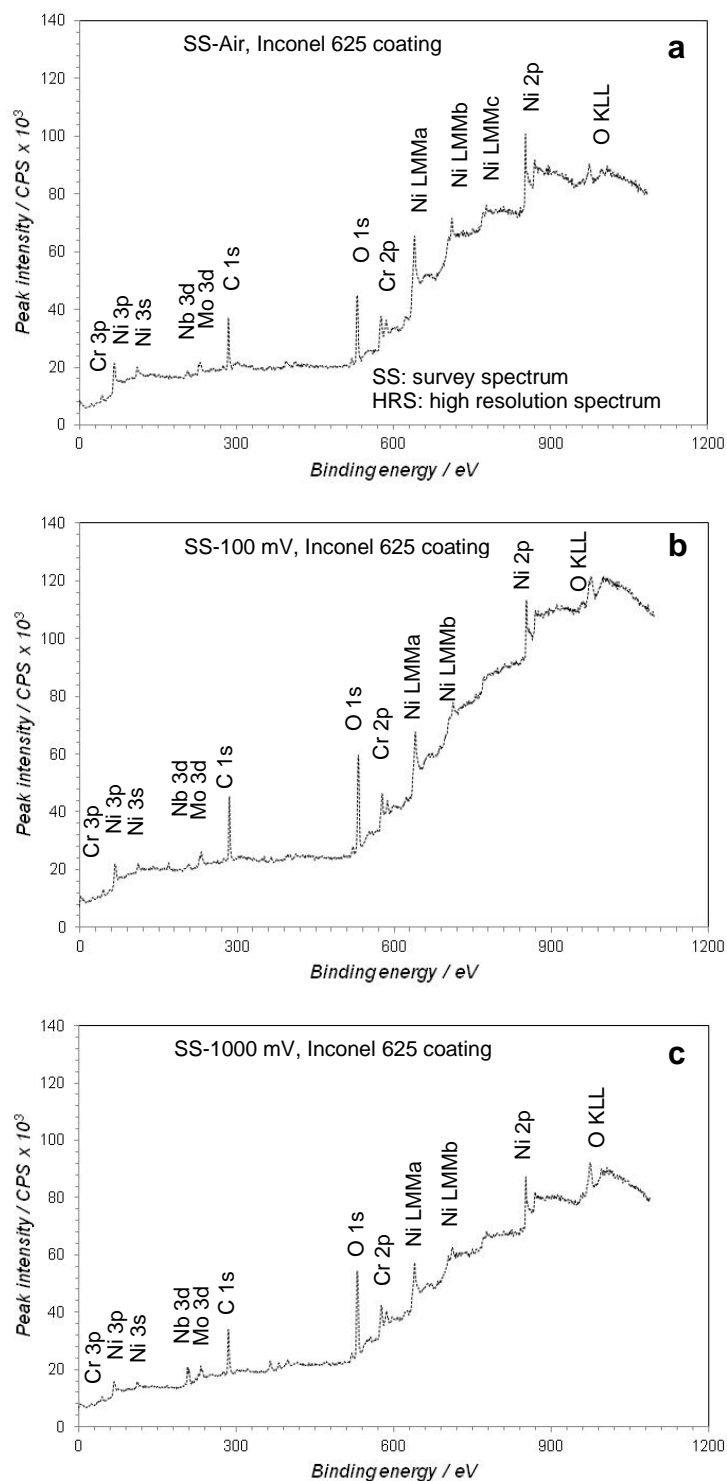 SS-Air, Inconel 625 coating
a
Peak intensity / CPS x 10³
140
120
100
80
60
40
20
0
Cr 3p
Ni 3p
Ni 3s
Nb 3d
Mo 3d
C 1s
O 1s
Cr 2p
Ni LMMa
Ni LMMb
Ni LMMc
Ni 2p
O KLL
SS: survey spectrum
HRS: high resolution spectrum
0 300 600 900 1200
Binding energy / eV
SS-100 mV, Inconel 625 coating
b
Peak intensity / CPS x 10³
140
120
100
80
60
40
20
0
Cr 3p
Ni 3p
Ni 3s
Nb 3d
Mo 3d
C 1s
O 1s
Cr 2p
Ni LMMa
Ni LMMb
Ni 2p
O KLL
0 300 600 900 1200
Binding energy / eV
SS-1000 mV, Inconel 625 coating
c
Peak intensity / CPS x 10³
140
120
100
80
60
40
20
0
Cr 3p
Ni 3p
Ni 3s
Nb 3d
Mo 3d
C 1s
O 1s
Cr 2p
Ni LMMa
Ni LMMb
Ni 2p
O KLL
0 300 600 900 1200
Binding energy / eV